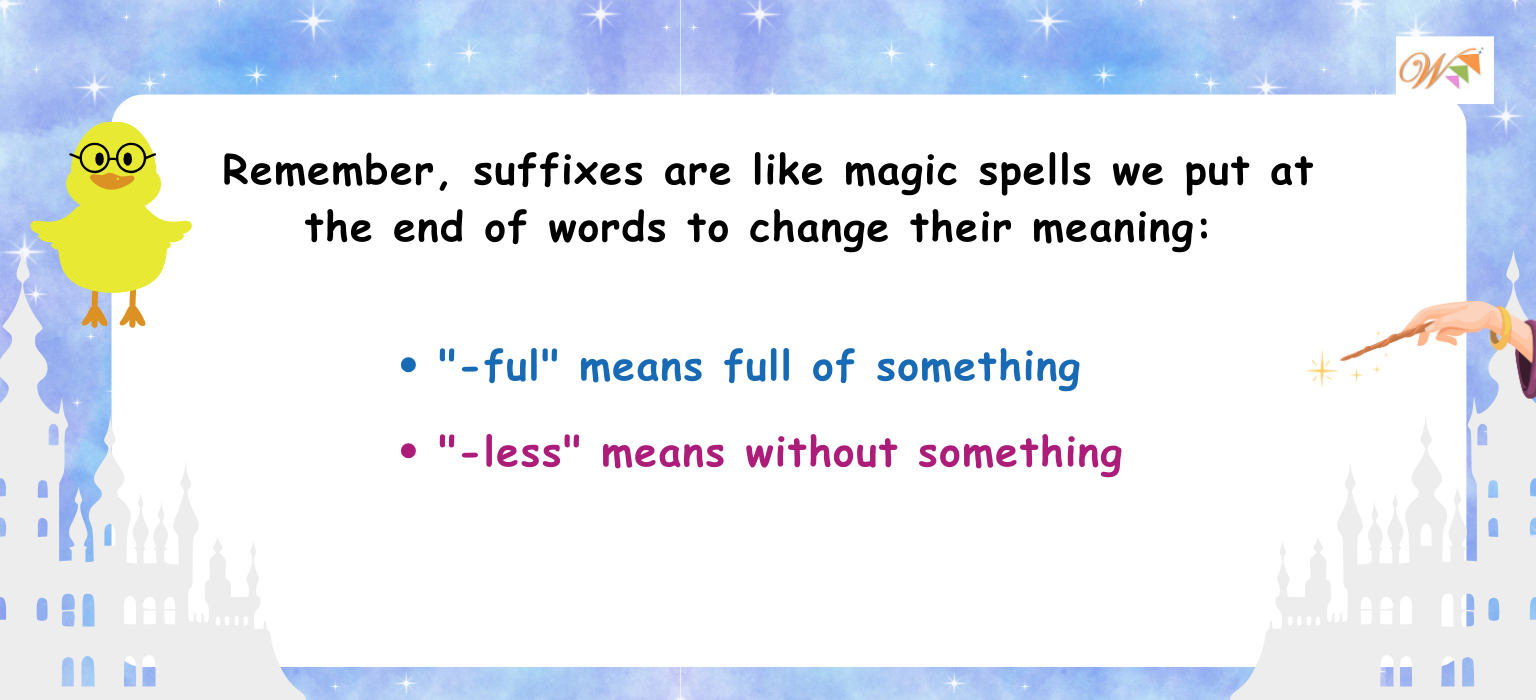 W
Remember, suffixes are like magic spells we put at
the end of words to change their meaning:
• "-ful" means full of something
• "-less" means without something